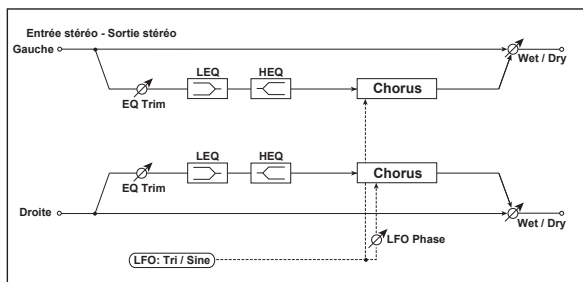 Entrée stéréo - Sortie stéréo
Gauche
Wet / Dry
EQ Trim
LEQ
HEQ
Chorus
LEQ
HEQ
Chorus
EQ Trim
Droite
Wet / Dry
LFO Phase
LFO: Tri / Sine